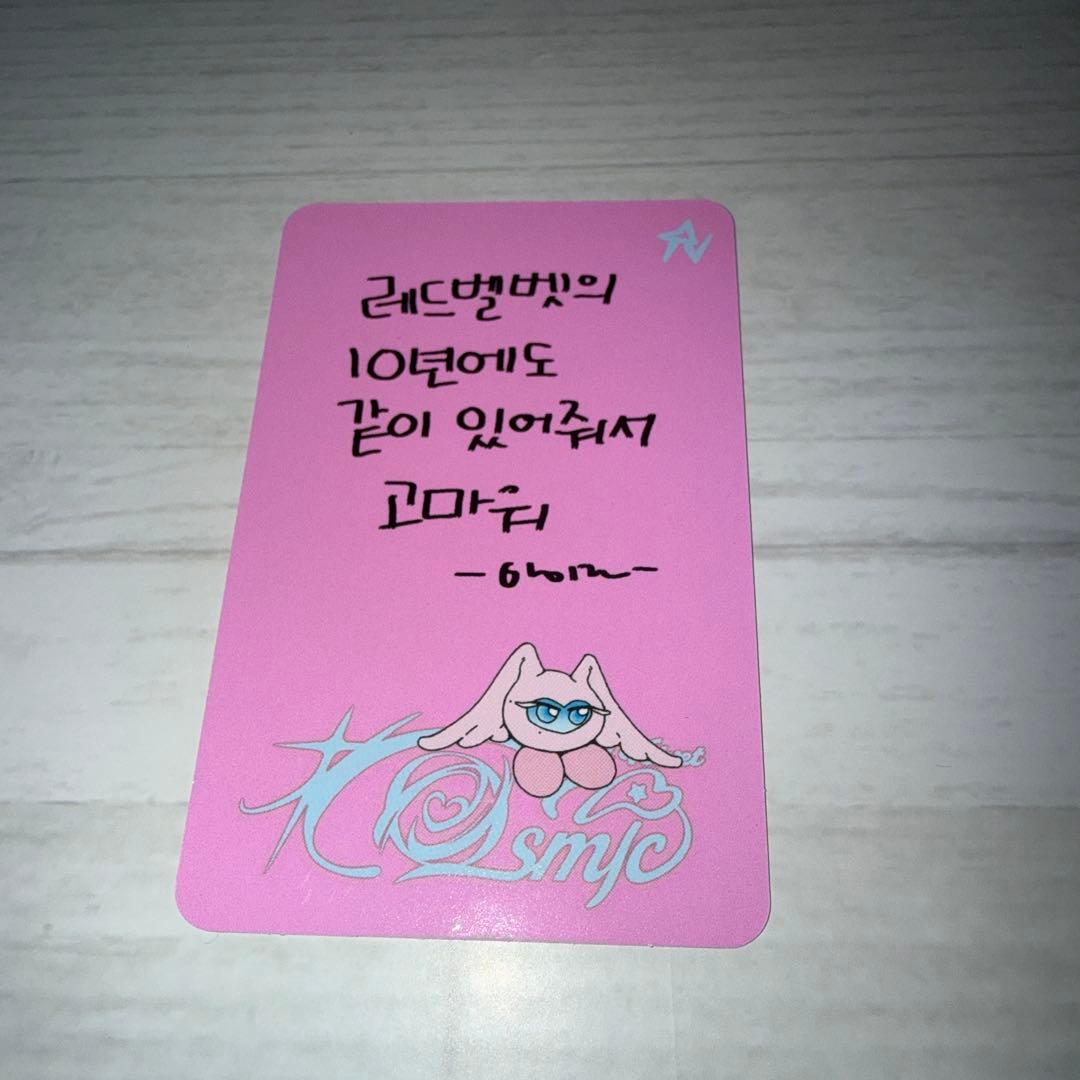 레드벨벳의
10년에도
같이 있어줘서
고마워
- 아이린 -
Cosmic